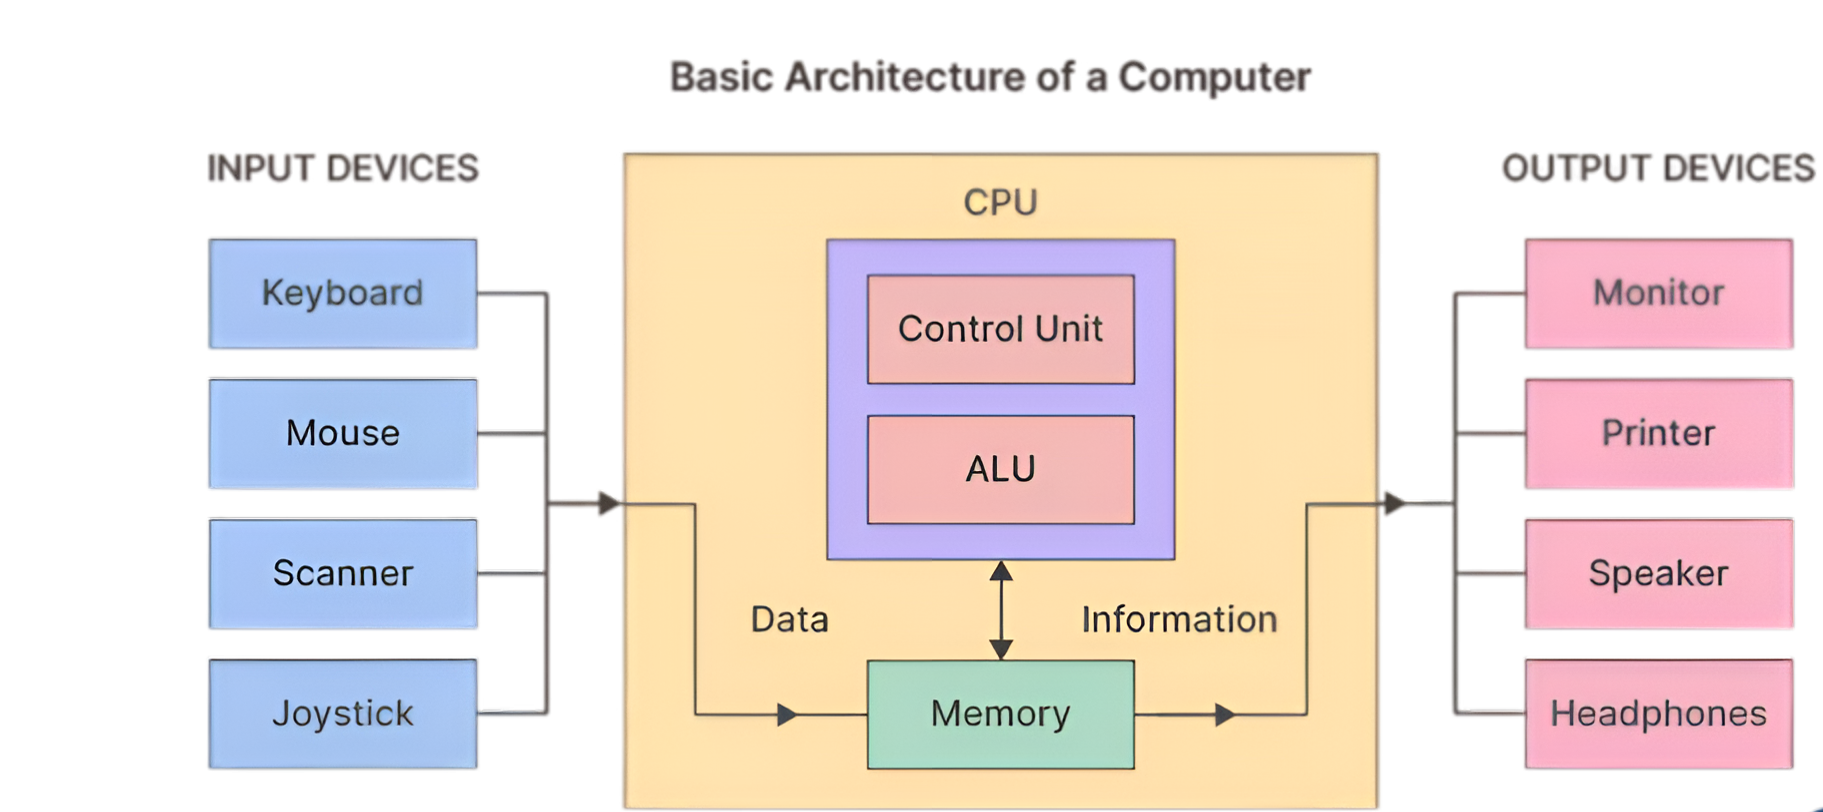 Basic Architecture of a Computer
INPUT DEVICES
Keyboard
Mouse
Scanner
Joystick
CPU
Control Unit
ALU
Data
Information
Memory
OUTPUT DEVICES
Monitor
Printer
Speaker
Headphones